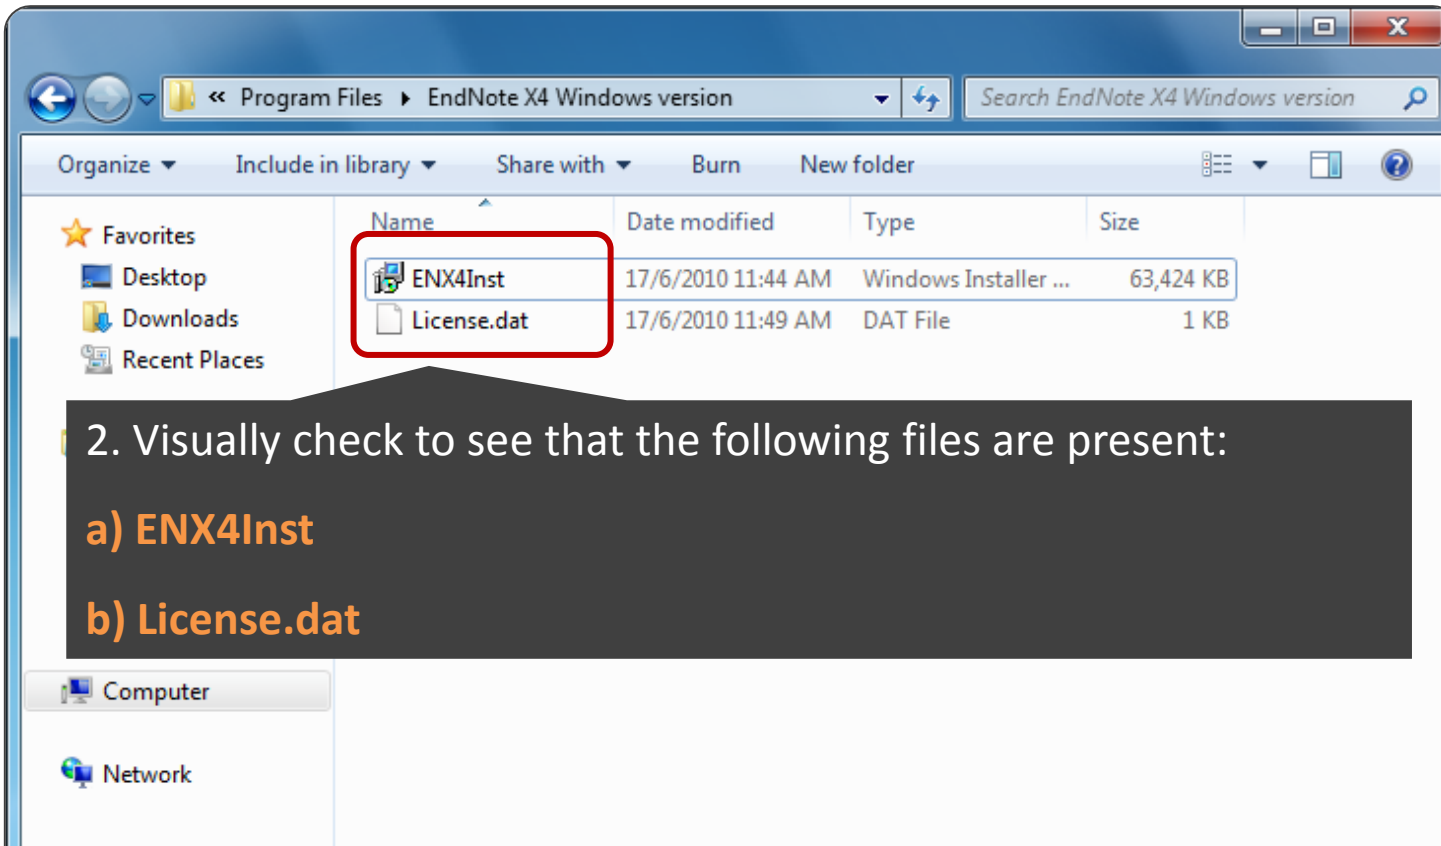 « Program Files ▸ EndNote X4 Windows version
Search EndNote X4 Windows version
Organize Include in library Share with Burn New folder
Name Date modified Type Size
Favorites
Desktop
Downloads
Recent Places
ENX4Inst 17/6/2010 11:44 AM Windows Installer ... 63,424 KB
License.dat 17/6/2010 11:49 AM DAT File 1 KB
2. Visually check to see that the following files are present:
a) ENX4Inst
b) License.dat
Computer
Network